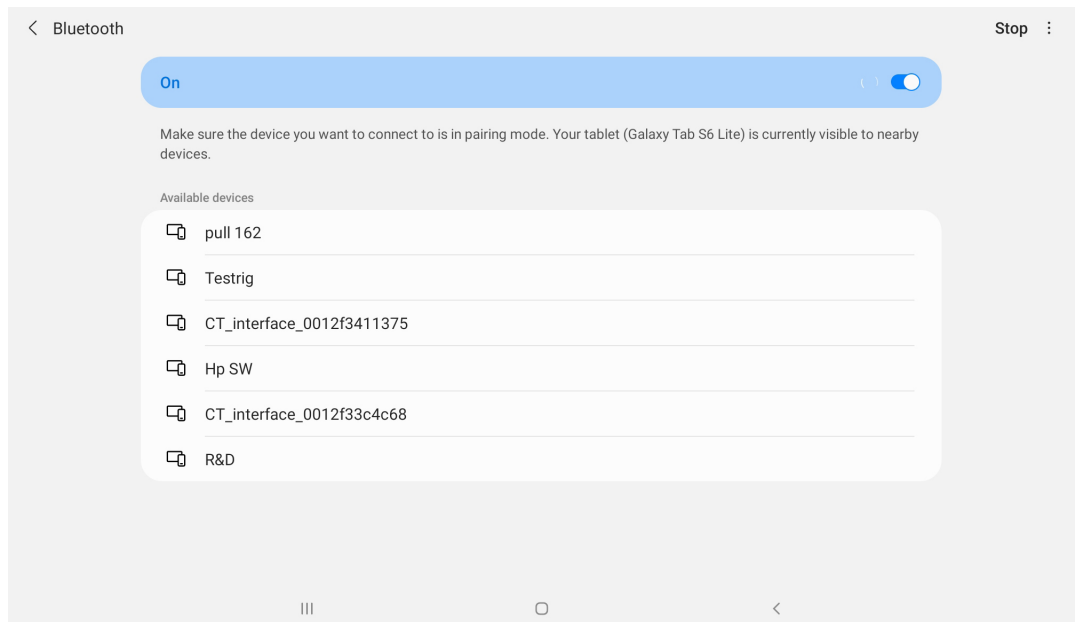 Bluetooth
Stop
On
Make sure the device you want to connect to is in pairing mode. Your tablet (Galaxy Tab S6 Lite) is currently visible to nearby
devices.
Available devices
pull 162
Testrig
CT_interface_0012f3411375
Hp SW
CT_interface_0012f33c4c68
R&D